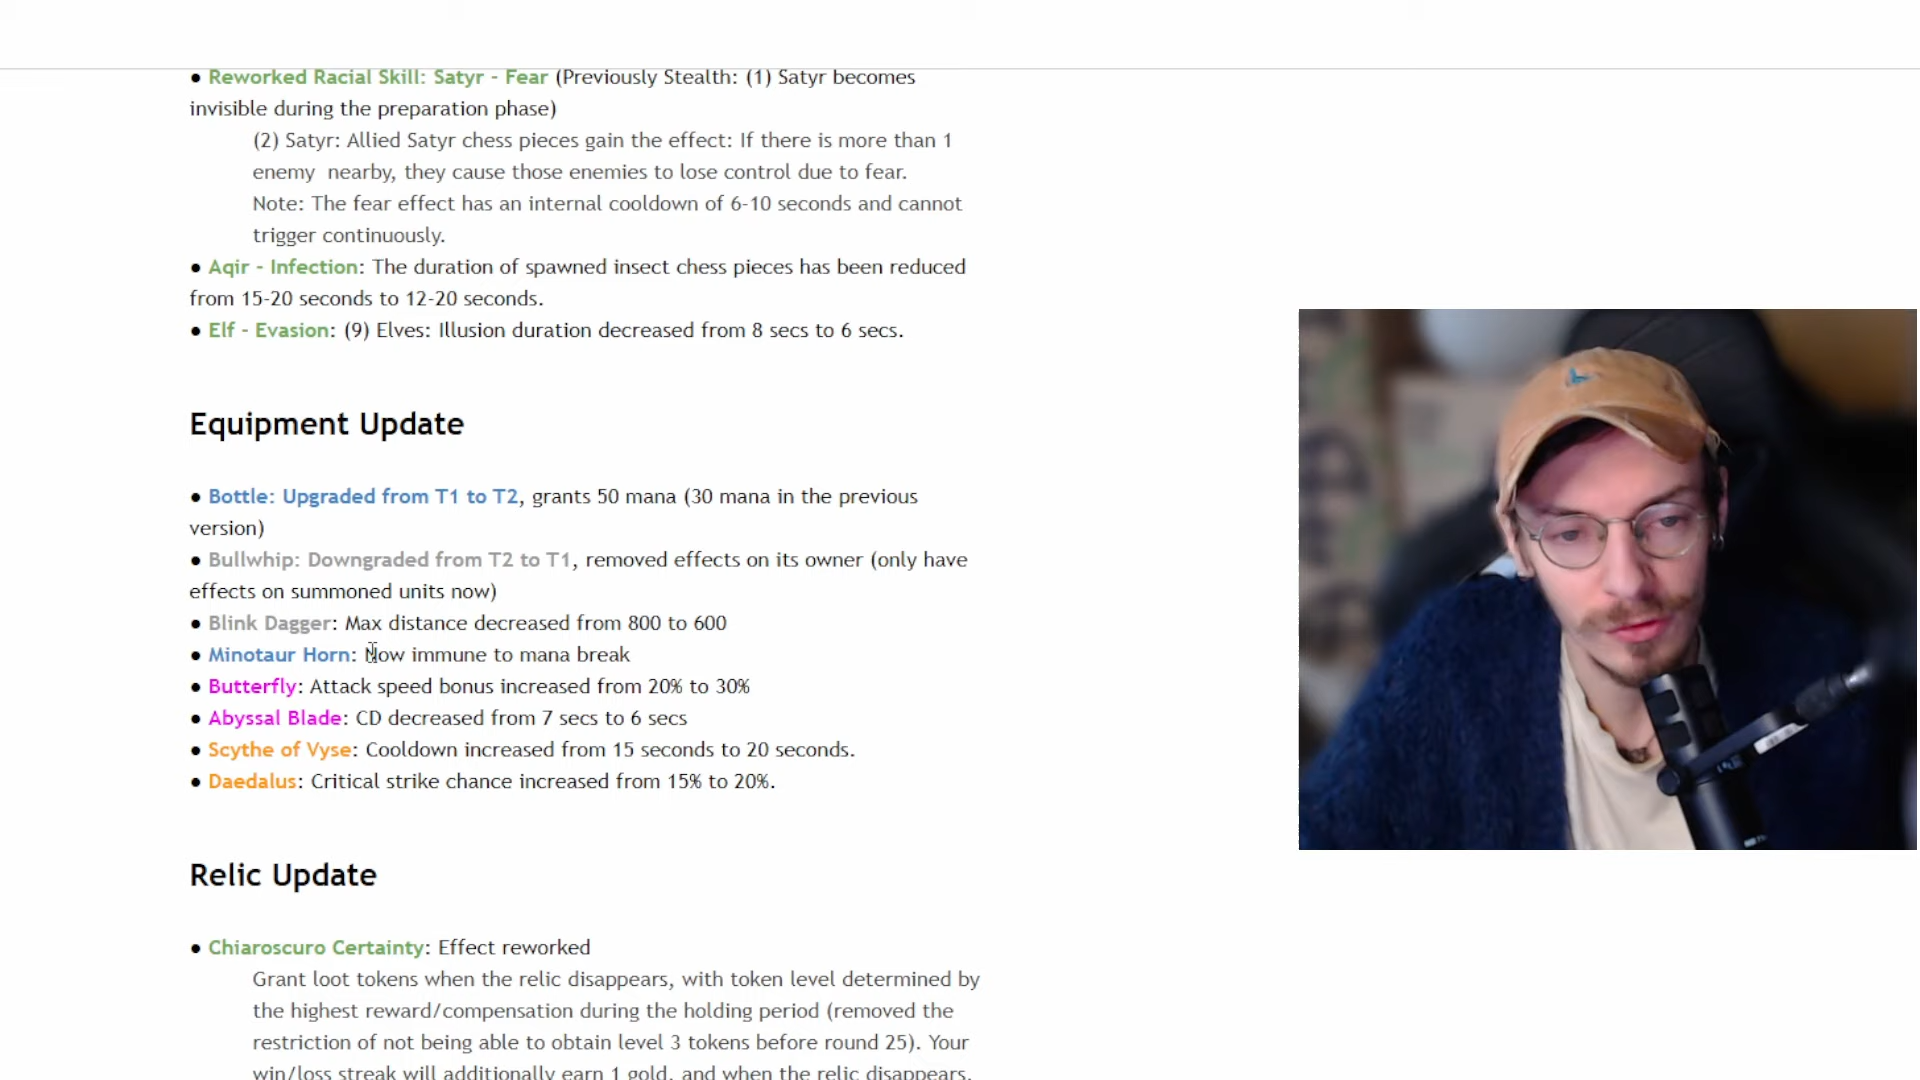 ● Reworked Racial Skill: Satyr - Fear (Previously Stealth: (1) Satyr becomes
invisible during the preparation phase)
(2) Satyr: Allied Satyr chess pieces gain the effect: If there is more than 1
enemy  nearby, they cause those enemies to lose control due to fear.
Note: The fear effect has an internal cooldown of 6-10 seconds and cannot
trigger continuously.
● Aqir - Infection: The duration of spawned insect chess pieces has been reduced
from 15-20 seconds to 12-20 seconds.
● Elf - Evasion: (9) Elves: Illusion duration decreased from 8 secs to 6 secs.
Equipment Update
● Bottle: Upgraded from T1 to T2, grants 50 mana (30 mana in the previous
version)
● Bullwhip: Downgraded from T2 to T1, removed effects on its owner (only have
effects on summoned units now)
● Blink Dagger: Max distance decreased from 800 to 600
● Minotaur Horn: Now immune to mana break
● Butterfly: Attack speed bonus increased from 20% to 30%
● Abyssal Blade: CD decreased from 7 secs to 6 secs
● Scythe of Vyse: Cooldown increased from 15 seconds to 20 seconds.
● Daedalus: Critical strike chance increased from 15% to 20%.
Relic Update
● Chiaroscuro Certainty: Effect reworked
Grant loot tokens when the relic disappears, with token level determined by
the highest reward/compensation during the holding period (removed the
restriction of not being able to obtain level 3 tokens before round 25). Your
win/loss streak will additionally earn 1 gold, and when the relic disappears,